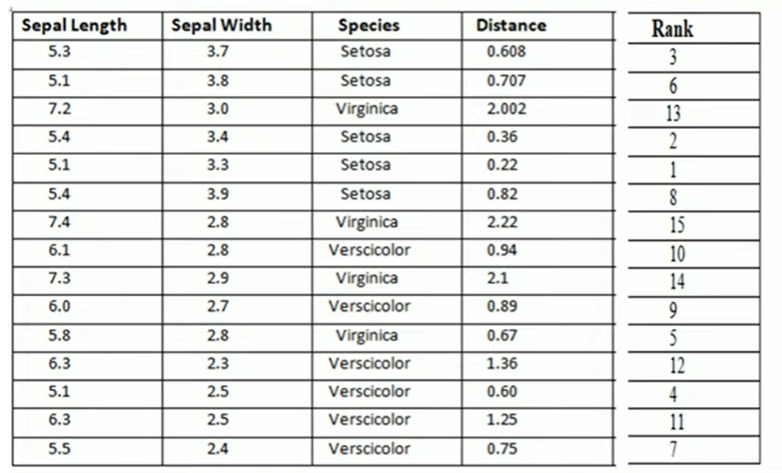 Sepal Length Sepal Width Species Distance Rank
5.3 3.7 Setosa 0.608 3
5.1 3.8 Setosa 0.707 6
7.2 3.0 Virginica 2.002 13
5.4 3.4 Setosa 0.36 2
5.1 3.3 Setosa 0.22 1
5.4 3.9 Setosa 0.82 8
7.4 2.8 Virginica 2.22 15
6.1 2.8 Verscicolor 0.94 10
7.3 2.9 Virginica 2.1 14
6.0 2.7 Verscicolor 0.89 9
5.8 2.8 Virginica 0.67 5
6.3 2.3 Verscicolor 1.36 12
5.1 2.5 Verscicolor 0.60 4
6.3 2.5 Verscicolor 1.25 11
5.5 2.4 Verscicolor 0.75 7